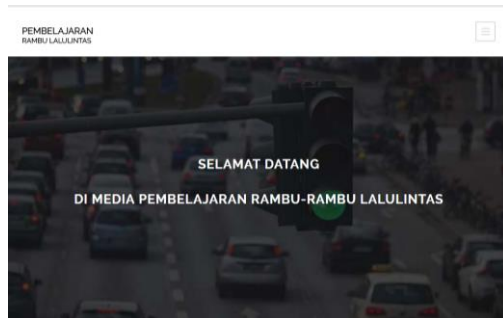 PEMBELAJARAN
RAMBU LALULINTAS
SELAMAT DATANG
DI MEDIA PEMBELAJARAN RAMBU-RAMBU LALULINTAS